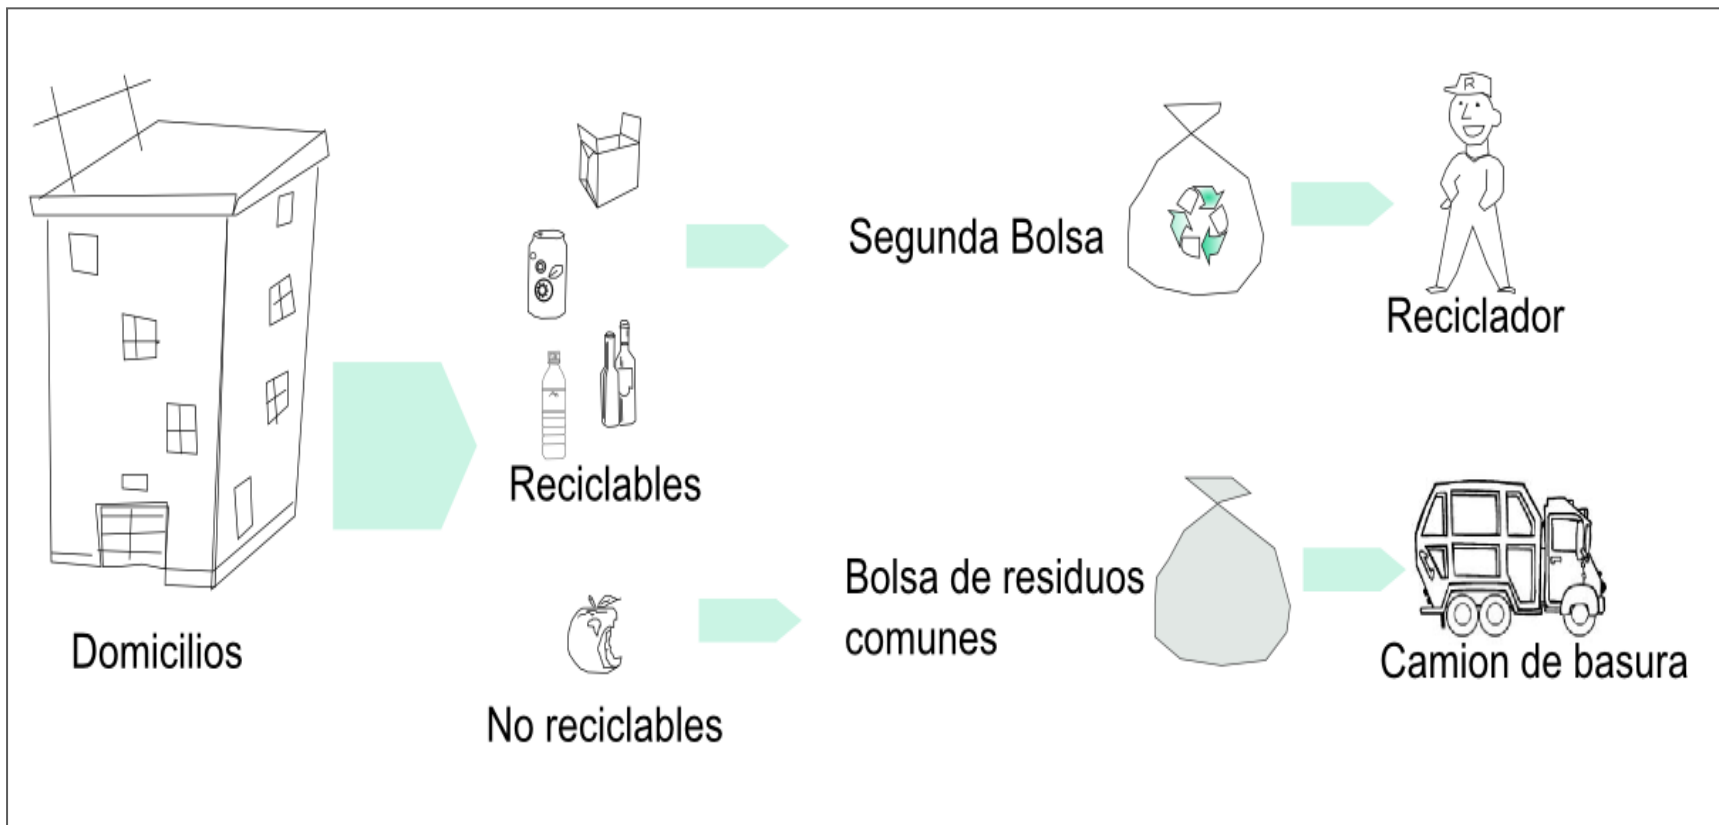 Domicilios
Reciclables
No reciclables
Segunda Bolsa
Bolsa de residuos
comunes
R
Reciclador
Camion de basura